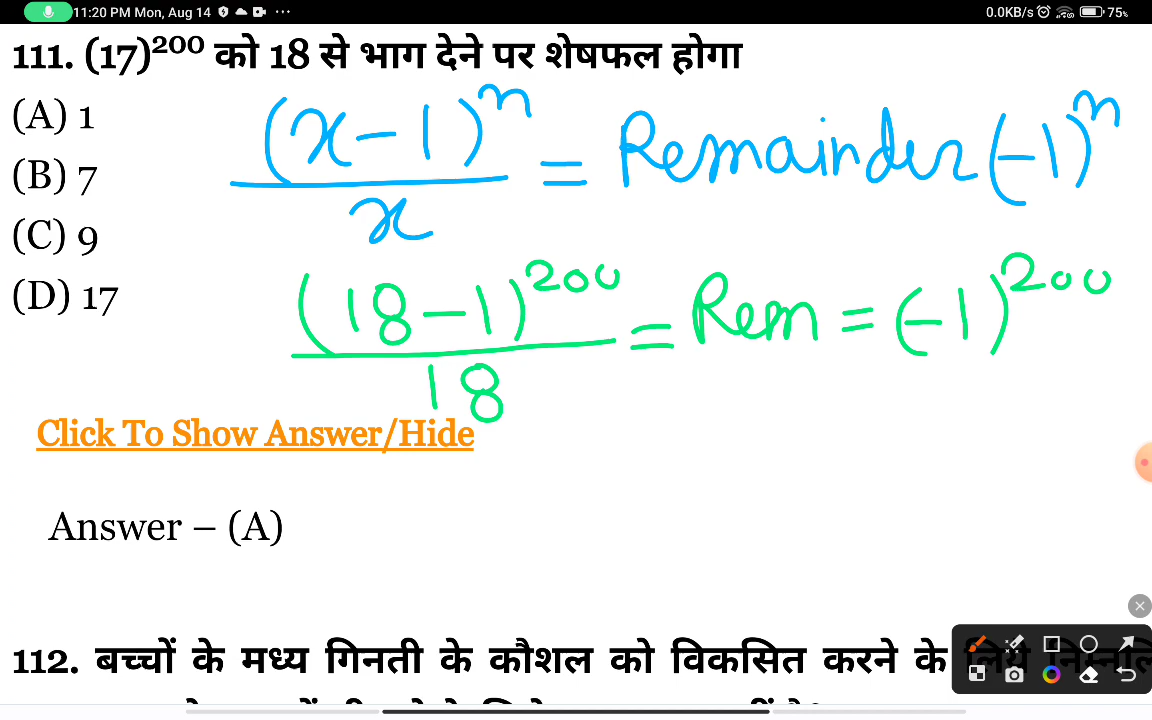 11:20 PM Mon, Aug 14 ... 0.0KB/s 75%
111. (17)²⁰⁰ को 18 से भाग देने पर शेषफल होगा
(A) 1
(B) 7
(C) 9
(D) 17
(x-1)ⁿ / x = Remainder (-1)ⁿ
(18-1)²⁰⁰ / 18 = Rem = (-1)²⁰⁰
Click To Show Answer/Hide
Answer – (A)
112. बच्चों के मध्य गिनती के कौशल को विकसित करने के लिये